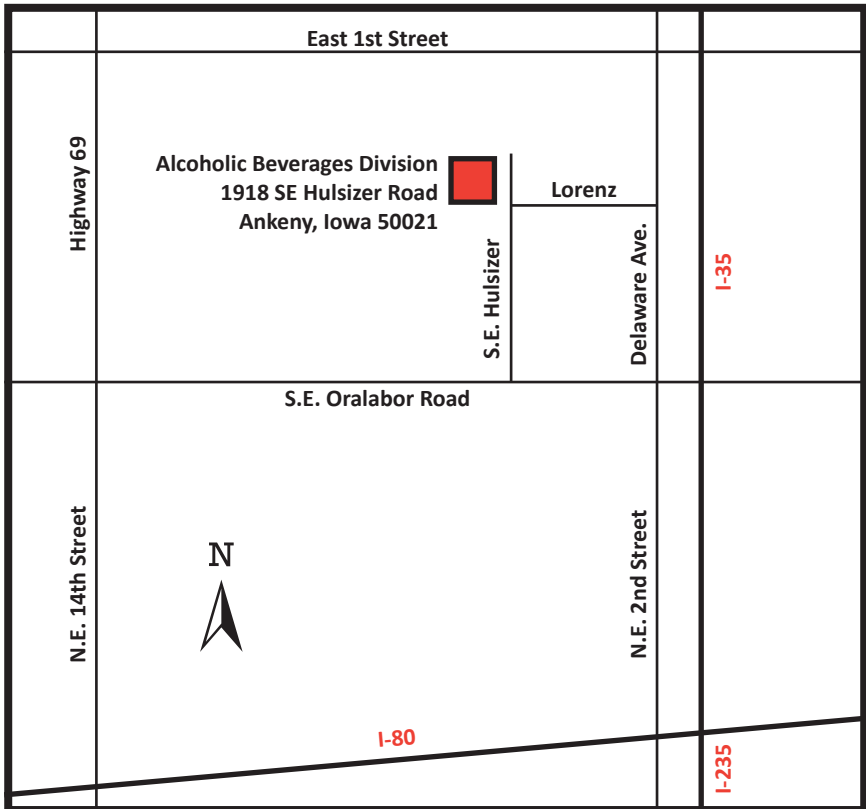 East 1st Street
Highway 69
Alcoholic Beverages Division
1918 SE Hulsizer Road
Ankeny, Iowa 50021
Lorenz
S.E. Hulsizer
Delaware Ave.
I-35
S.E. Oralabor Road
N.E. 14th Street
N
N.E. 2nd Street
I-80
I-235